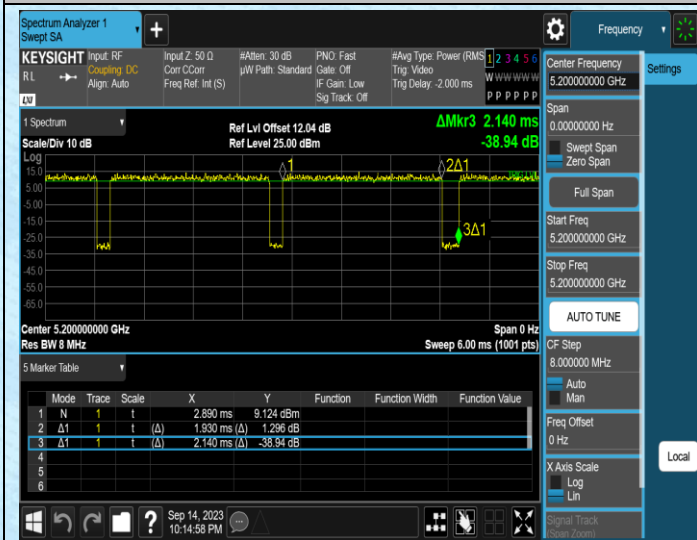 Spectrum Analyzer 1
Swept SA
Frequency
KEYSIGHT
RL
LXI
Input: RF
Coupling: DC
Align: Auto
Input Z: 50 Ω
Corr CCorr
Freq Ref: Int (S)
#Atten: 30 dB
µW Path: Standard
PNO: Fast
Gate: Off
IF Gain: Low
Sig Track: Off
#Avg Type: Power (RMS
Trig: Video
Trig Delay: -2.000 ms
1 2 3 4 5 6
W W W W W W
P P P P P P
1 Spectrum
Scale/Div 10 dB
Ref Lvl Offset 12.04 dB
Ref Level 25.00 dBm
ΔMkr3 2.140 ms
-38.94 dB
Log
15.0
5.00
-5.00
-15.0
-25.0
-35.0
-45.0
-55.0
-65.0
1
2Δ1
3Δ1
Center 5.200000000 GHz
Res BW 8 MHz
Span 0 Hz
Sweep 6.00 ms (1001 pts)
5 Marker Table
Mode Trace Scale X Y Function Function Width Function Value
1 N 1 t 2.890 ms 9.124 dBm
2 Δ1 1 t (Δ) 1.930 ms (Δ) 1.296 dB
3 Δ1 1 t (Δ) 2.140 ms (Δ) -38.94 dB
4
5
6
Sep 14, 2023
10:14:58 PM
Center Frequency
5.200000000 GHz
Span
0.00000000 Hz
Swept Span
Zero Span
Full Span
Start Freq
5.200000000 GHz
Stop Freq
5.200000000 GHz
AUTO TUNE
CF Step
8.000000 MHz
Auto
Man
Freq Offset
0 Hz
X Axis Scale
Log
Lin
Signal Track
(Span Zoom)
Settings
Local